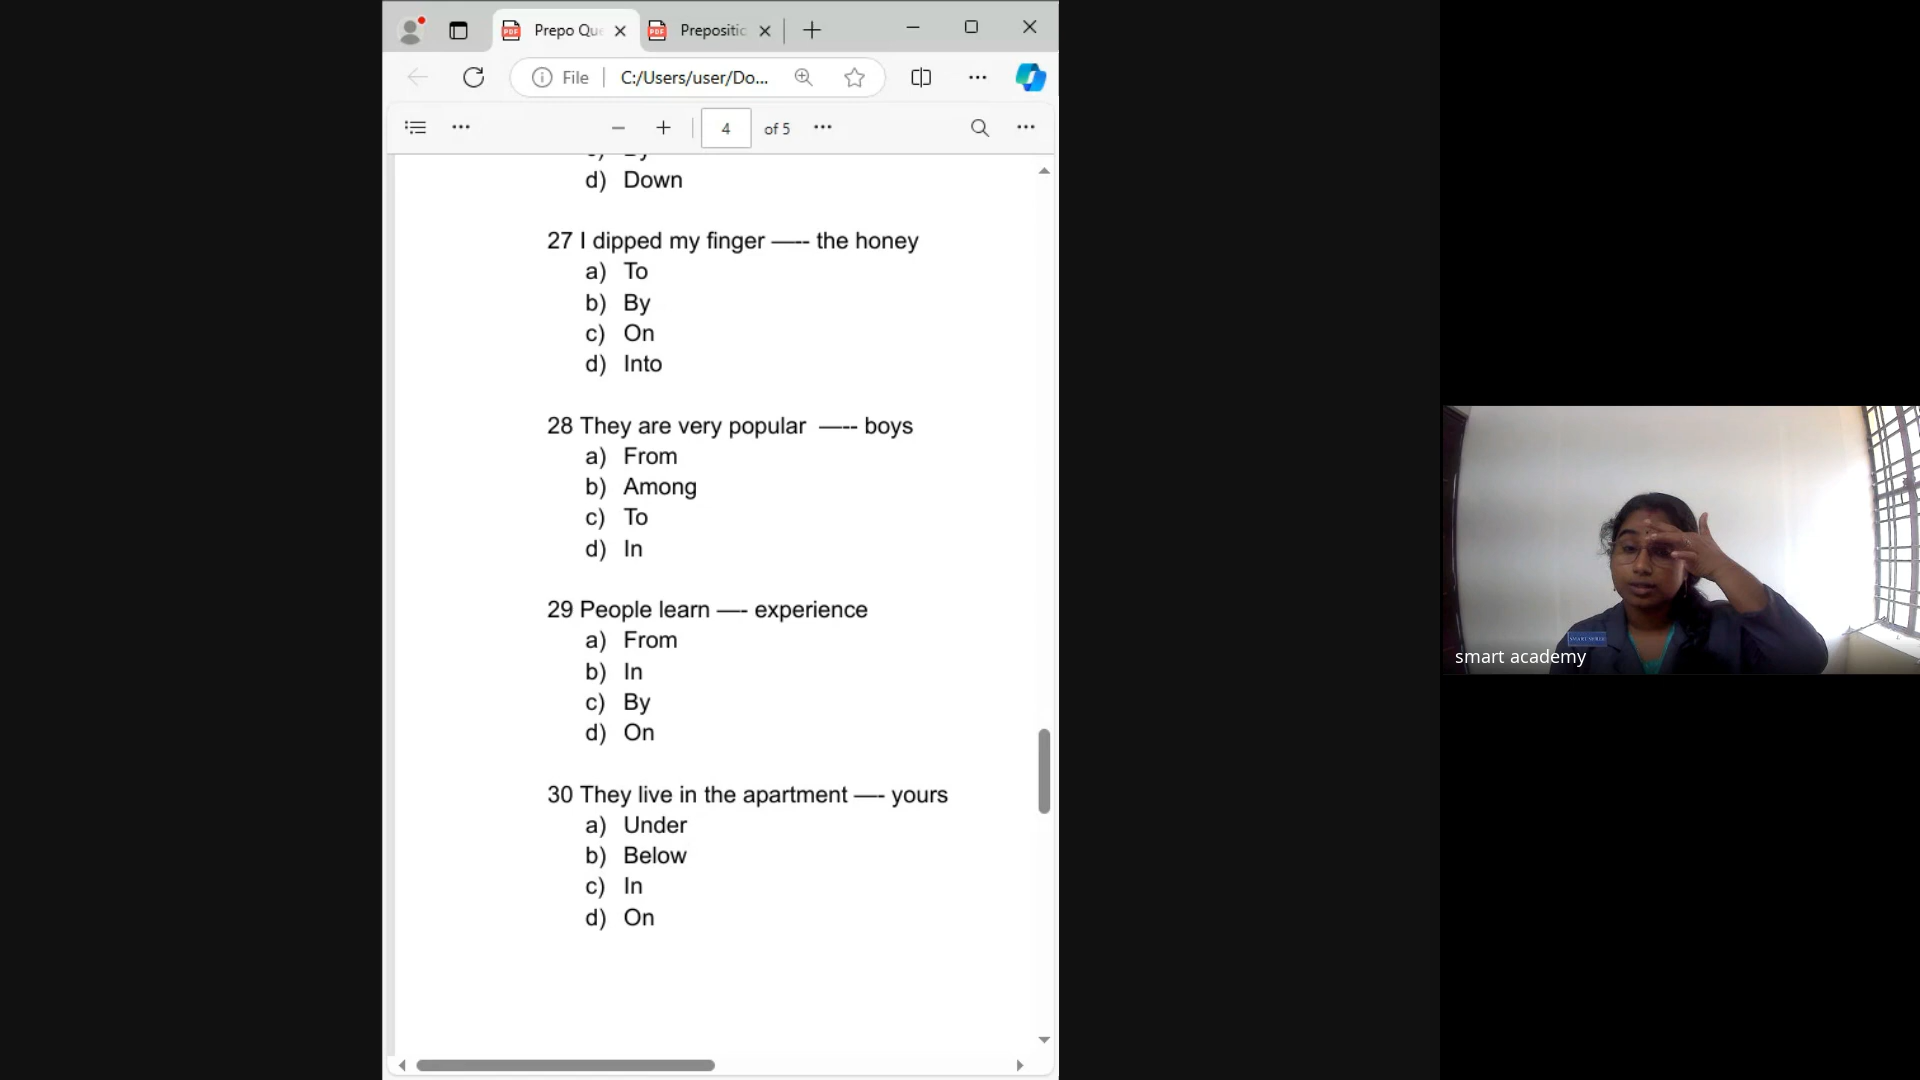 Prepo Que
Prepositic
File
C:/Users/user/Do...
4 of 5
d) Down
27 I dipped my finger —–-- the honey
a) To
b) By
c) On
d) Into
28 They are very popular —–-- boys
a) From
b) Among
c) To
d) In
29 People learn —–- experience
a) From
b) In
c) By
d) On
30 They live in the apartment —–- yours
a) Under
b) Below
c) In
d) On
smart academy